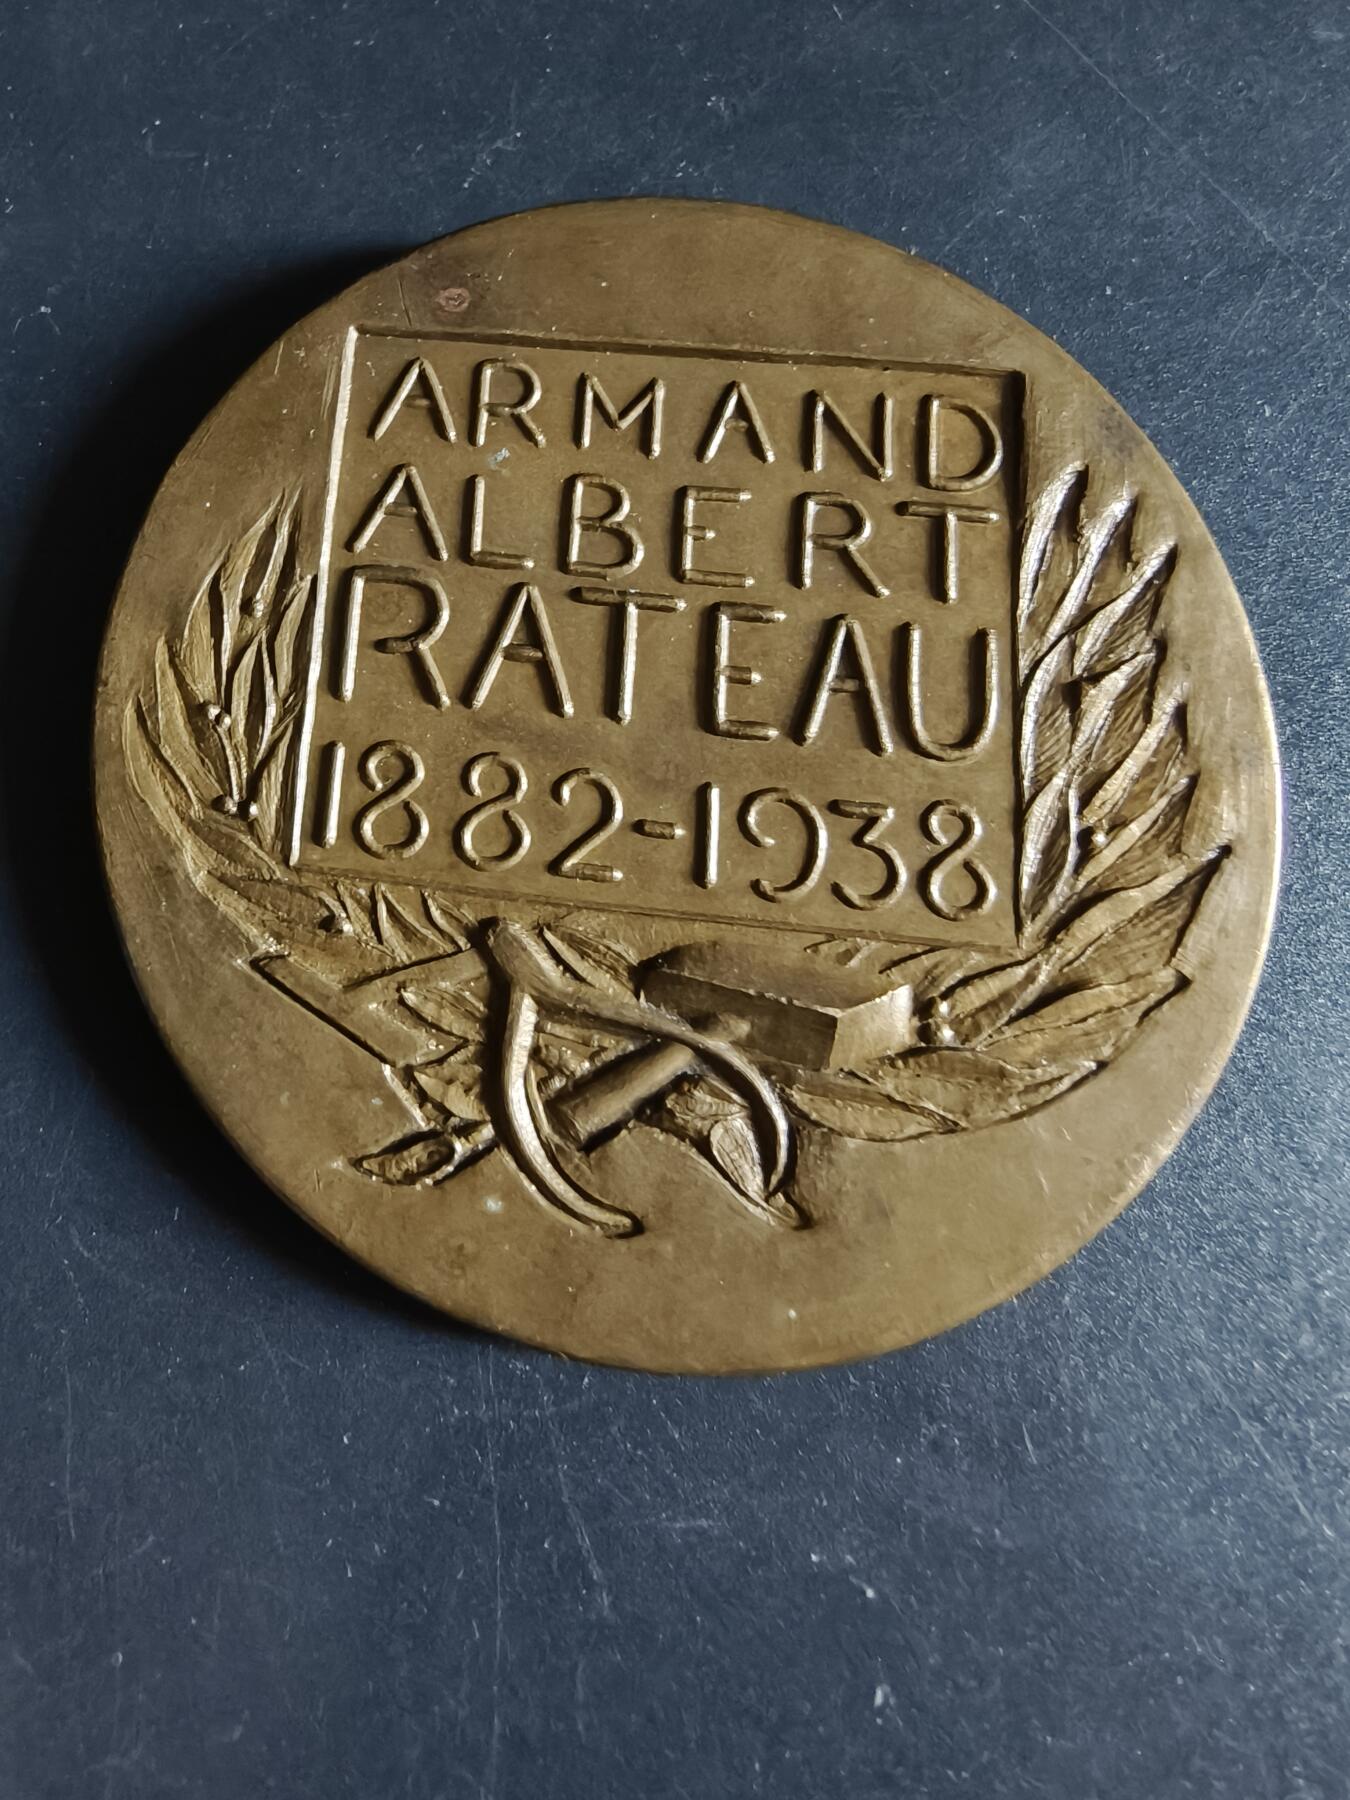 ARMAND
ALBERT
RATEAU
1882-1938